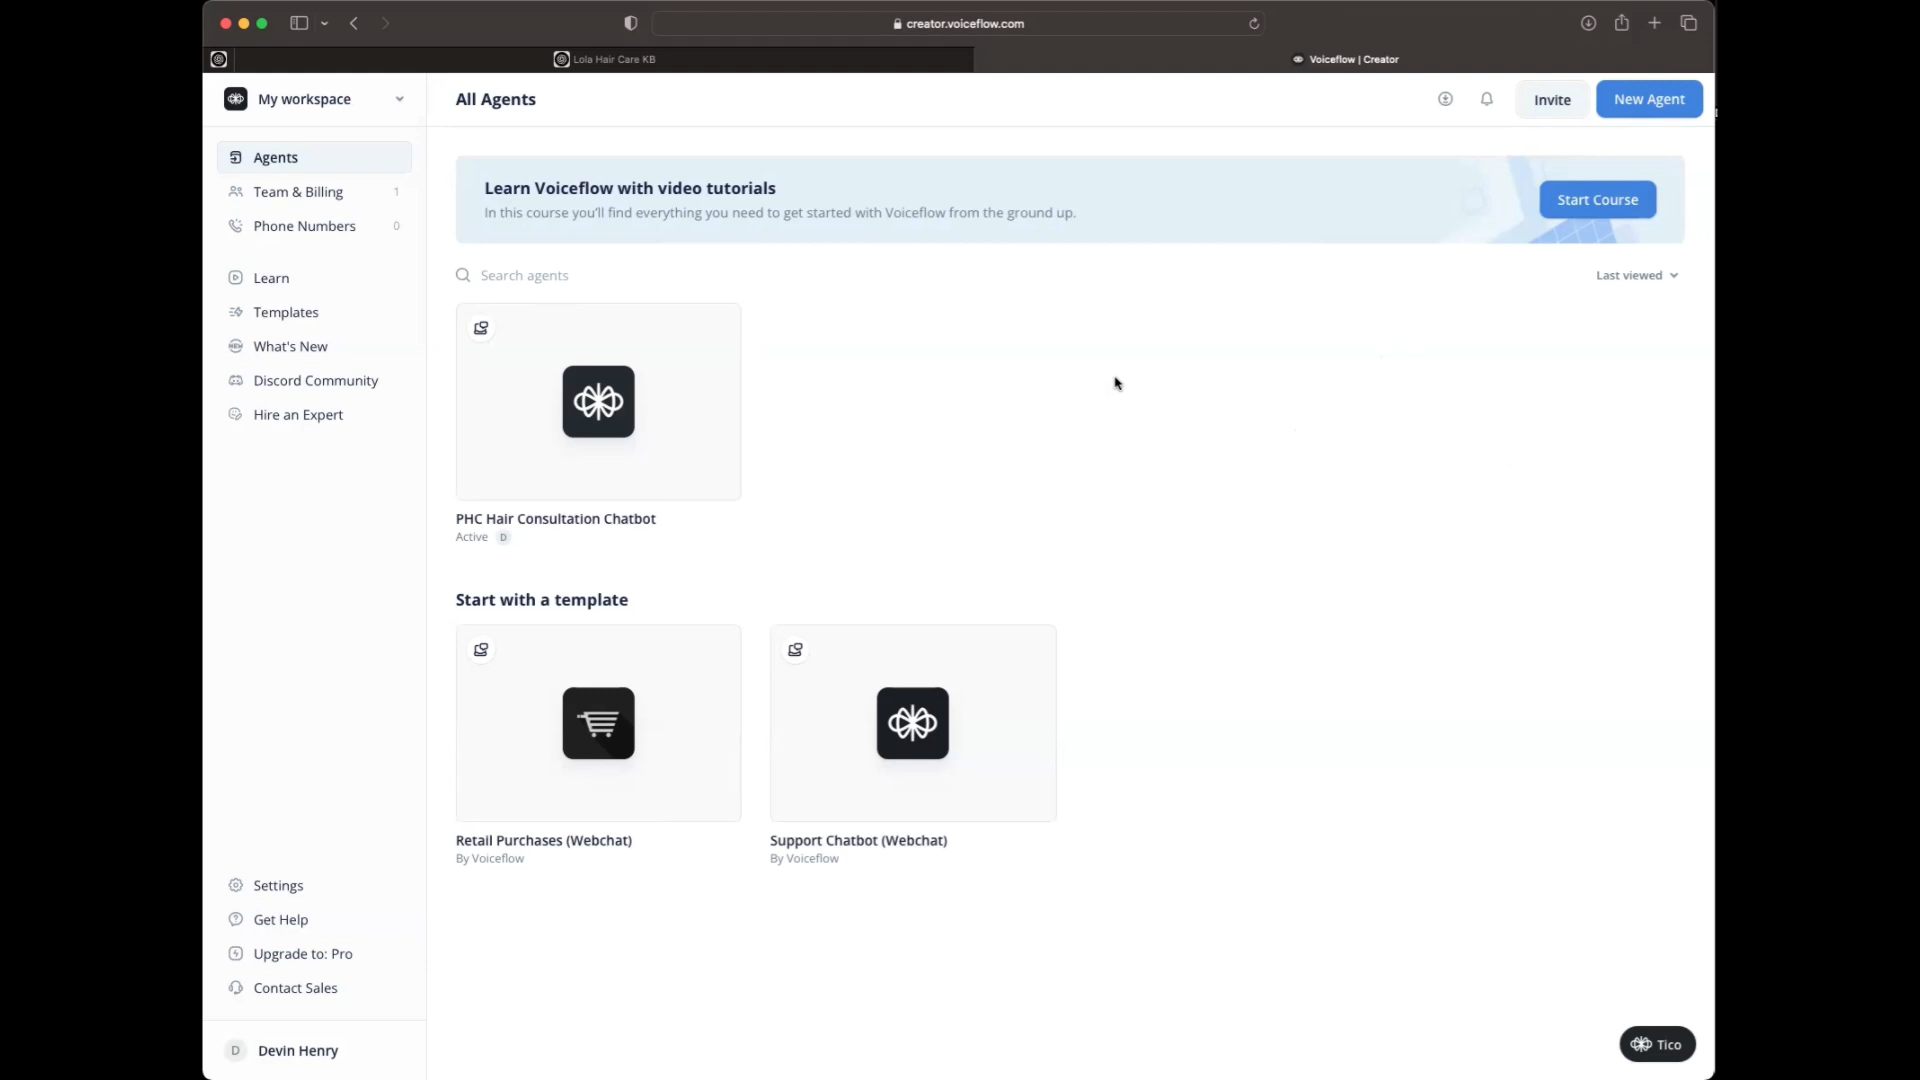 creator.voiceflow.com
Lola Hair Care KB
Voiceflow | Creator
My workspace
All Agents
Invite
New Agent
Agents
Team & Billing 1
Phone Numbers 0
Learn
Templates
What's New
Discord Community
Hire an Expert
Learn Voiceflow with video tutorials
In this course you'll find everything you need to get started with Voiceflow from the ground up.
Start Course
Search agents
Last viewed
PHC Hair Consultation Chatbot
Active D
Start with a template
Retail Purchases (Webchat)
By Voiceflow
Support Chatbot (Webchat)
By Voiceflow
Settings
Get Help
Upgrade to: Pro
Contact Sales
D Devin Henry
Tico